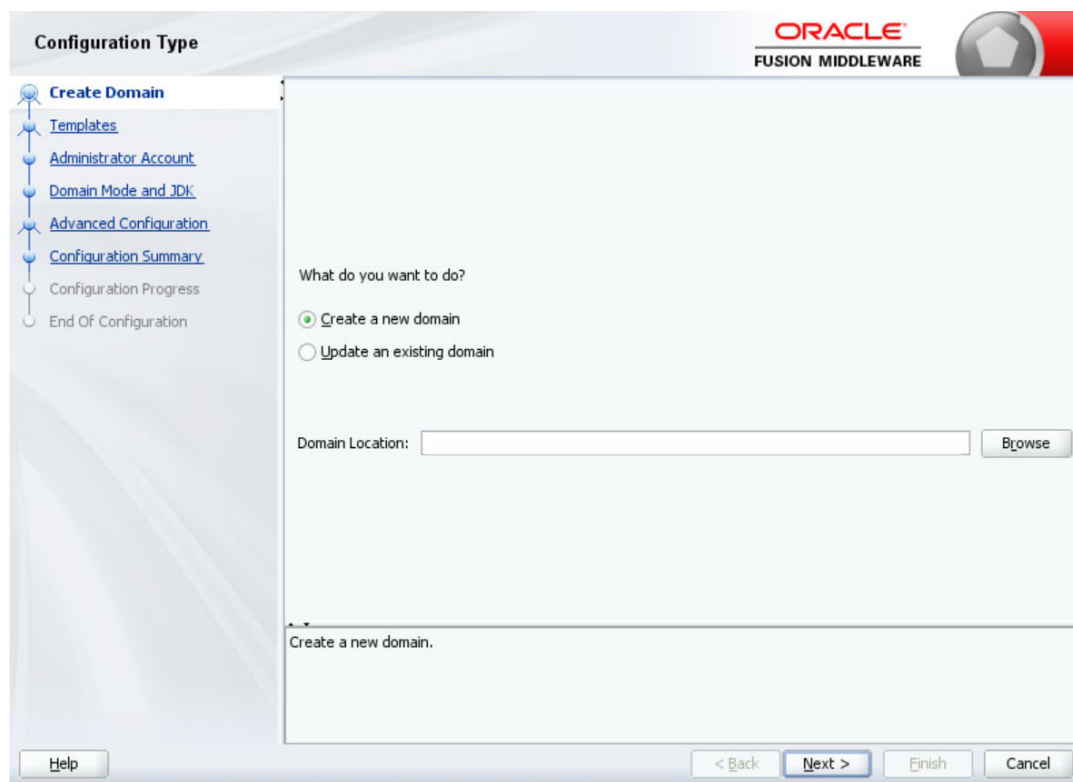 Configuration Type
ORACLE
FUSION MIDDLEWARE
Create Domain
Templates
Administrator Account
Domain Mode and JDK
Advanced Configuration
Configuration Summary
Configuration Progress
End Of Configuration
What do you want to do?
Create a new domain
Update an existing domain
Domain Location:
Browse
Create a new domain.
Help
< Back
Next >
Finish
Cancel